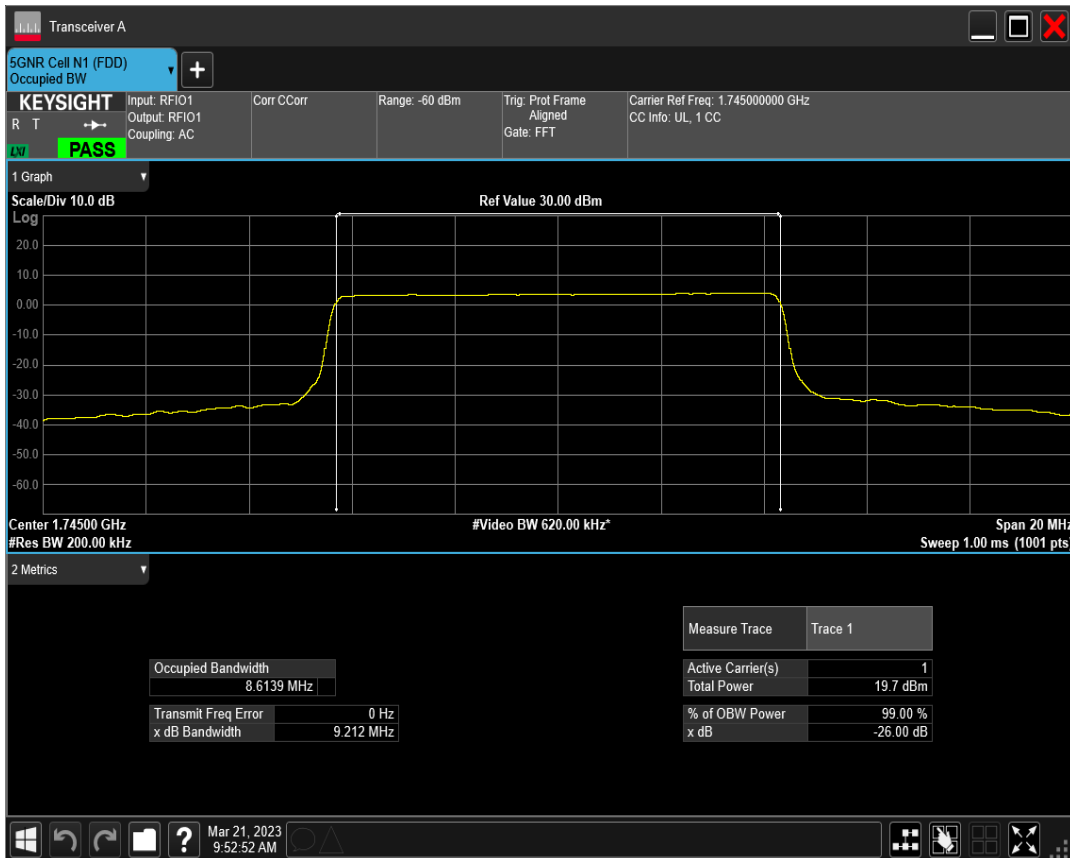 Transceiver A
5GNR Cell N1 (FDD)
Occupied BW
KEYSIGHT
R T
LXI
PASS
Input: RFIO1
Output: RFIO1
Coupling: AC
Corr CCorr
Range: -60 dBm
Trig: Prot Frame
Aligned
Gate: FFT
Carrier Ref Freq: 1.745000000 GHz
CC Info: UL, 1 CC
1 Graph
Scale/Div 10.0 dB
Ref Value 30.00 dBm
Log
20.0
10.0
0.00
-10.0
-20.0
-30.0
-40.0
-50.0
-60.0
Center 1.74500 GHz
#Video BW 620.00 kHz*
Span 20 MHz
#Res BW 200.00 kHz
Sweep 1.00 ms (1001 pts)
2 Metrics
Measure Trace Trace 1
Occupied Bandwidth
8.6139 MHz
Active Carrier(s) 1
Total Power 19.7 dBm
Transmit Freq Error 0 Hz
x dB Bandwidth 9.212 MHz
% of OBW Power 99.00 %
x dB -26.00 dB
?
Mar 21, 2023
9:52:52 AM